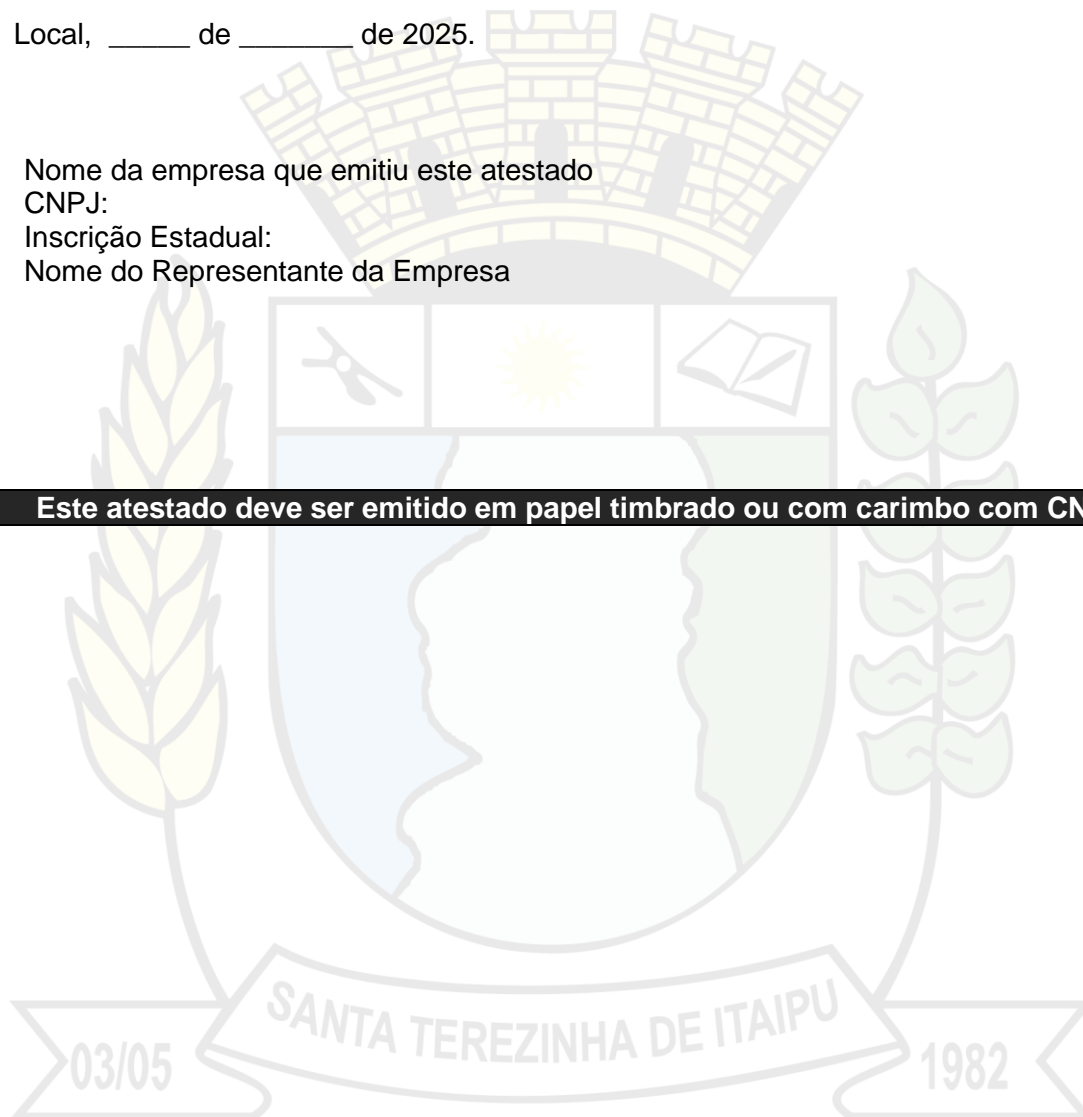 Local, _____ de _______ de 2025.
Nome da empresa que emitiu este atestado
CNPJ:
Inscrição Estadual:
Nome do Representante da Empresa
Este atestado deve ser emitido em papel timbrado ou com carimbo com CN
SANTA TEREZINHA DE ITAIPU
03/05
1982